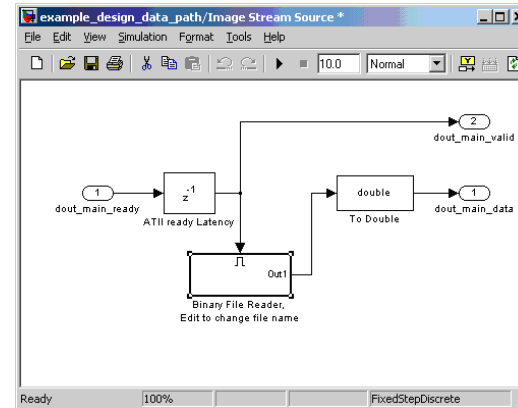 example_design_data_path/Image Stream Source *
File Edit View Simulation Format Tools Help
10.0 Normal
2
dout_main_valid
1
dout_main_ready
-1
z
ATII ready Latency
double
To Double
1
dout_main_data
Out1
Binary File Reader,
Edit to change file name
Ready 100% FixedStepDiscrete